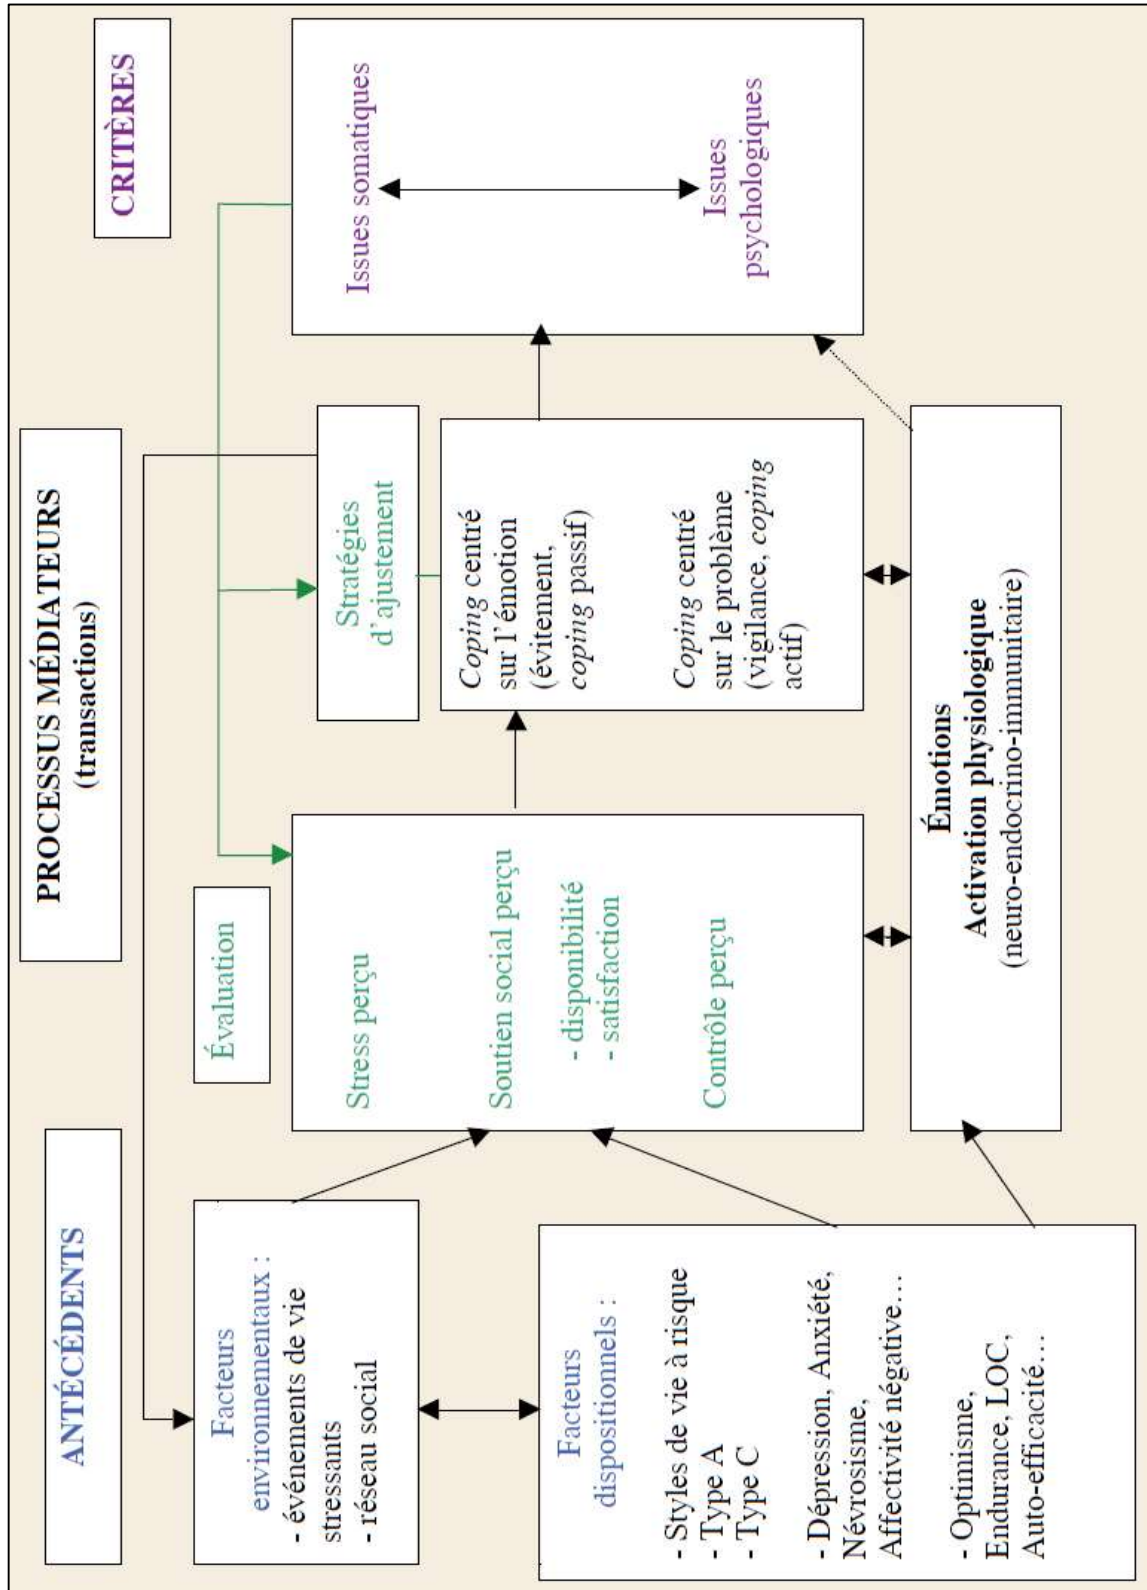 ANTÉCÉDENTS
PROCESSUS MÉDIATEURS
(transactions)
CRITÈRES
Facteurs
environnementaux :
- événements de vie
stressants
- réseau social
Facteurs
dispositionnels :
- Styles de vie à risque
- Type A
- Type C
- Dépression, Anxiété,
Névrosisme,
Affectivité négative…
- Optimisme,
Endurance, LOC,
Auto-efficacité…
Évaluation
Stress perçu
Soutien social perçu
- disponibilité
- satisfaction
Contrôle perçu
Stratégies
d'ajustement
Coping centré
sur l'émotion
(évitement,
coping passif)
Coping centré
sur le problème
(vigilance, coping
actif)
Émotions
Activation physiologique
(neuro-endocrino-immunitaire)
Issues somatiques
Issues
psychologiques